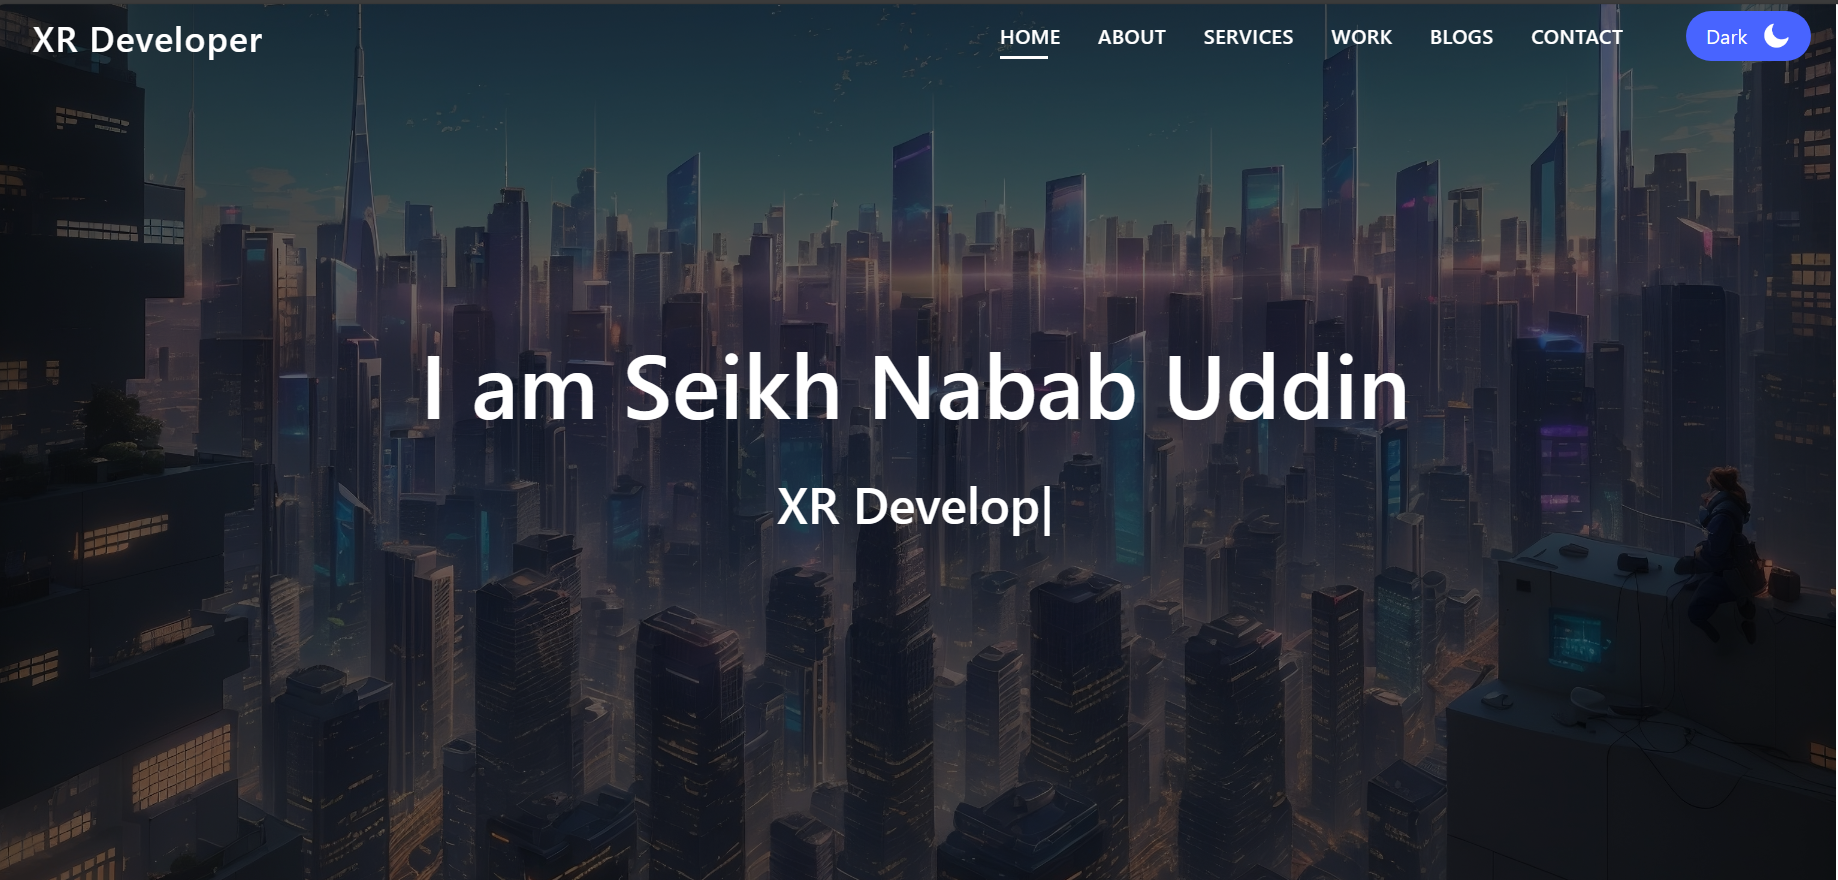 XR Developer
HOME ABOUT SERVICES WORK BLOGS CONTACT Dark
I am Seikh Nabab Uddin
XR Develop|